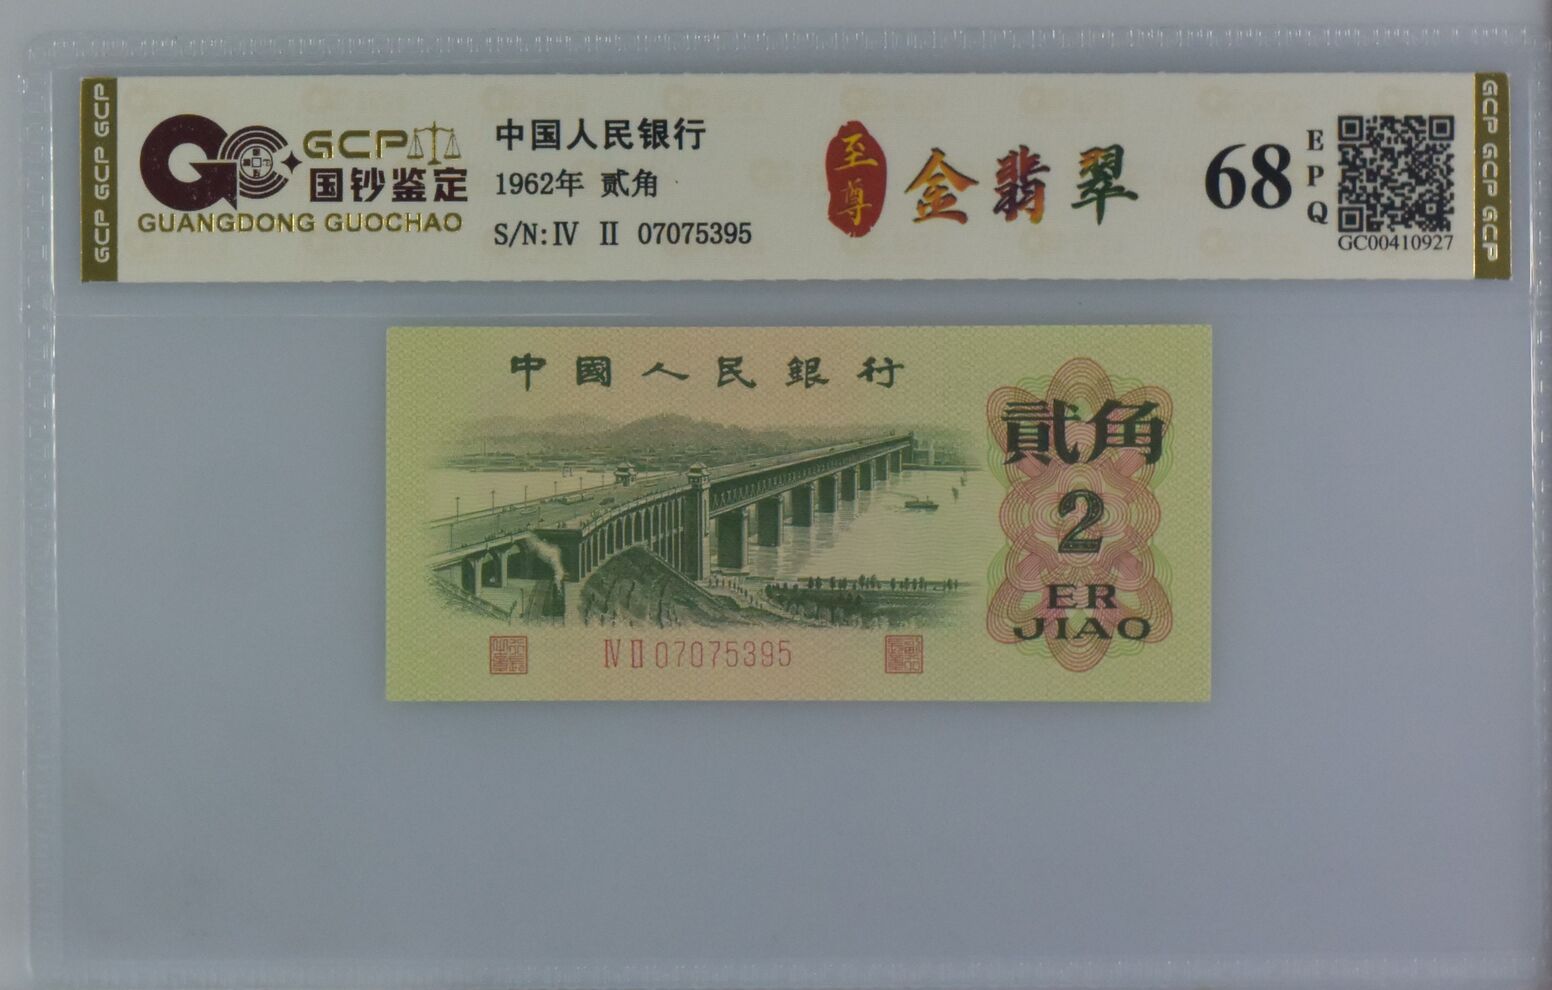 GCP GCP GCP
GCP
国钞鉴定
GUANGDONG GUOCHAO
中国人民银行
1962年 贰角
S/N:Ⅳ Ⅱ 07075395
至尊
金翡翠
68
EPQ
GC00410927
GCP GCP GCP
中國人民銀行
貳角
2
ER
JIAO
Ⅳ Ⅱ 07075395